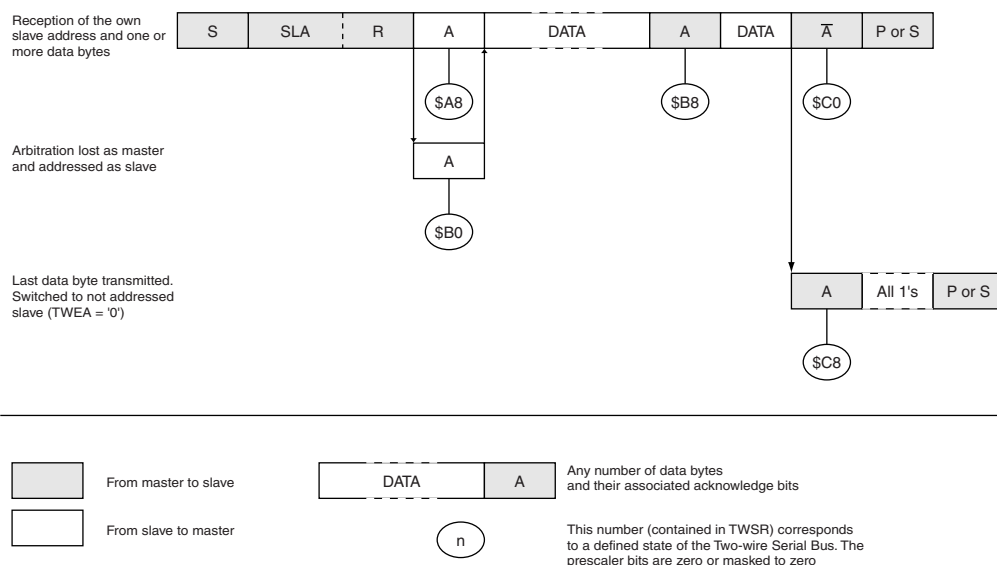 Reception of the own
slave address and one or
more data bytes
S SLA R A DATA A DATA A̅ P or S
$A8 $B8 $C0
Arbitration lost as master
and addressed as slave
A
$B0
Last data byte transmitted.
Switched to not addressed
slave (TWEA = '0')
A All 1's P or S
$C8
From master to slave
DATA A
Any number of data bytes
and their associated acknowledge bits
From slave to master
n
This number (contained in TWSR) corresponds
to a defined state of the Two-wire Serial Bus. The
prescaler bits are zero or masked to zero